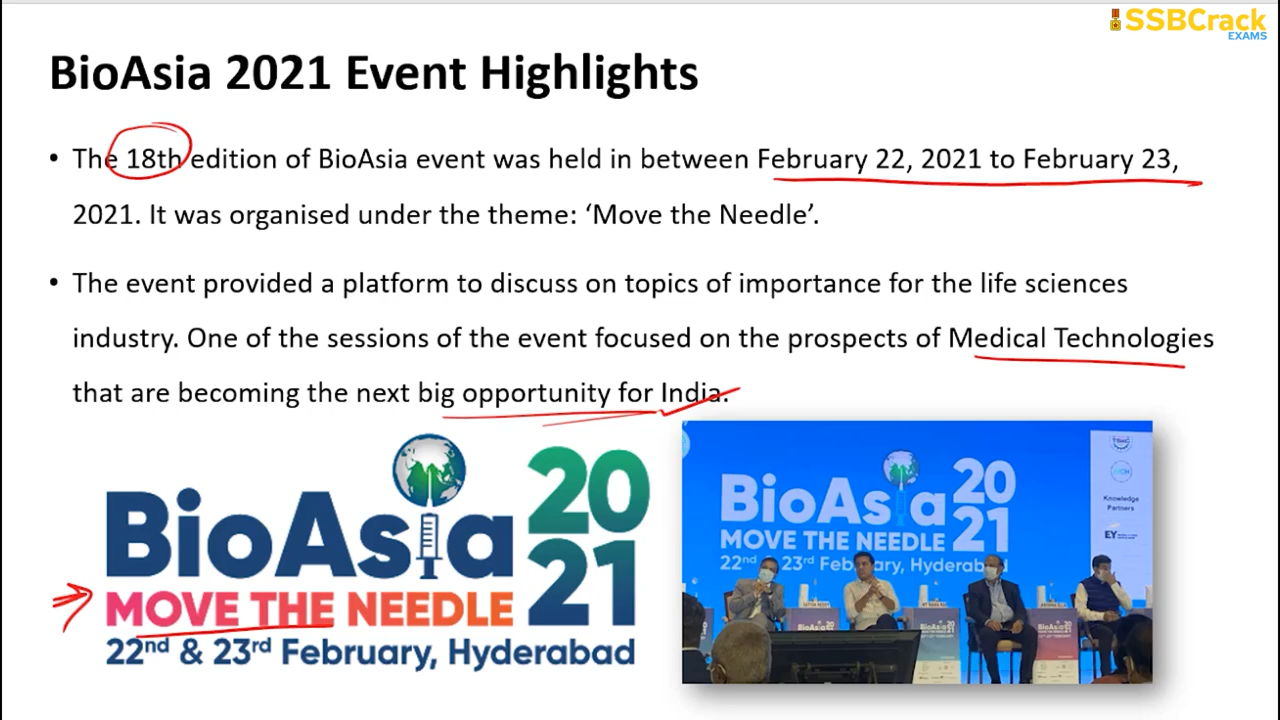 SSBCrack
EXAMS
BioAsia 2021 Event Highlights
• The 18th edition of BioAsia event was held in between February 22, 2021 to February 23,
2021. It was organised under the theme: ‘Move the Needle’.
• The event provided a platform to discuss on topics of importance for the life sciences
industry. One of the sessions of the event focused on the prospects of Medical Technologies
that are becoming the next big opportunity for India.
BioAsia 2021
MOVE THE NEEDLE
22nd & 23rd February, Hyderabad
BioAsia 2021
MOVE THE NEEDLE
22nd & 23rd February, Hyderabad
Knowledge
Partners
EY